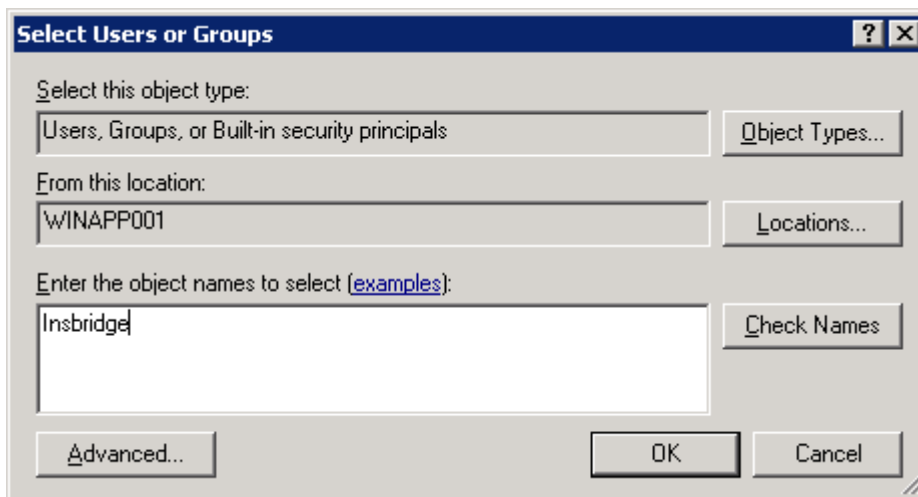 Select Users or Groups
Select this object type:
Users, Groups, or Built-in security principals
Object Types...
From this location:
WINAPP001
Locations...
Enter the object names to select (examples):
Insbridge
Check Names
Advanced...
OK
Cancel